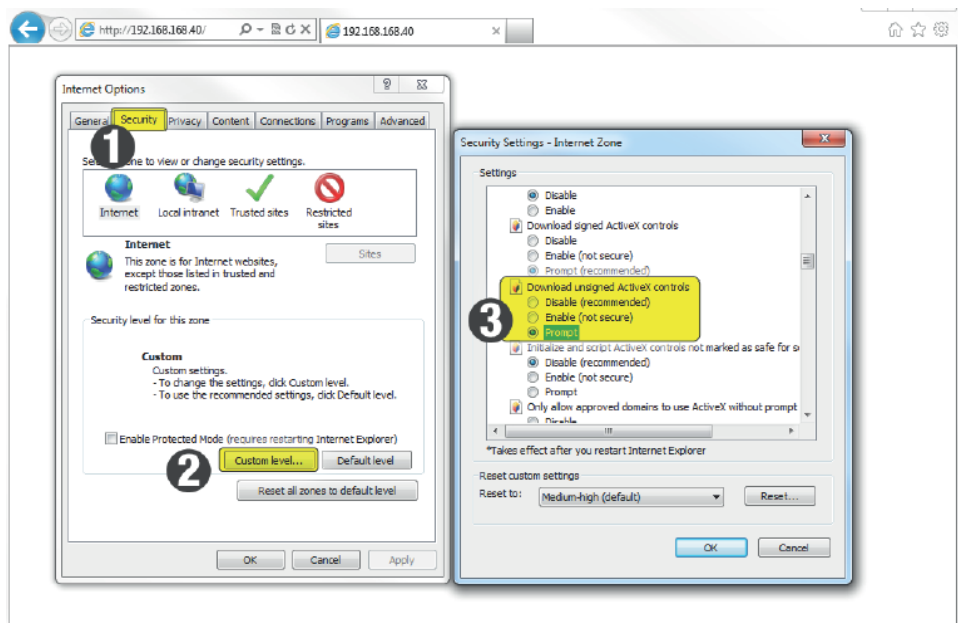 http://192.168.168.40/
192.168.168.40
Internet Options
General
Security
Privacy
Content
Connections
Programs
Advanced
1
to view or change security settings.
Internet
Local intranet
Trusted sites
Restricted
sites
Internet
This zone is for Internet websites,
except those listed in trusted and
restricted zones.
Sites
Security level for this zone
Custom
Custom settings.
- To change the settings, click Custom level.
- To use the recommended settings, click Default level.
Enable Protected Mode (requires restarting Internet Explorer)
2
Custom level...
Default level
Reset all zones to default level
OK
Cancel
Apply
Security Settings - Internet Zone
Settings
Disable
Enable
Download signed ActiveX controls
Disable
Enable (not secure)
Prompt (recommended)
3
Download unsigned ActiveX controls
Disable (recommended)
Enable (not secure)
Prompt
Initialize and script ActiveX controls not marked as safe for
Disable (recommended)
Enable (not secure)
Prompt
Only allow approved domains to use ActiveX without prompt
Disable
*Takes effect after you restart Internet Explorer
Reset custom settings
Reset to:
Medium-high (default)
Reset...
OK
Cancel